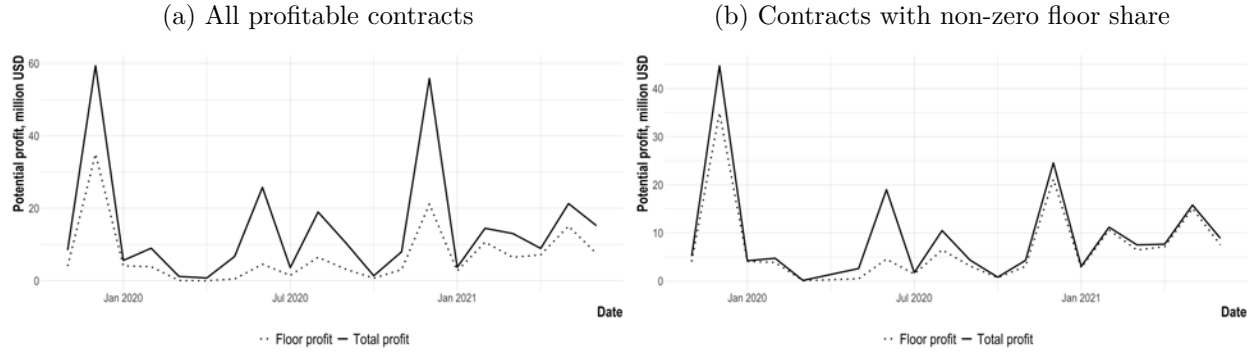 (a) All profitable contracts
Potential profit, million USD
60
40
20
0
Jan 2020
Jul 2020
Jan 2021
Date
Floor profit
Total profit
(b) Contracts with non-zero floor share
Potential profit, million USD
40
30
20
10
0
Jan 2020
Jul 2020
Jan 2021
Date
Floor profit
Total profit